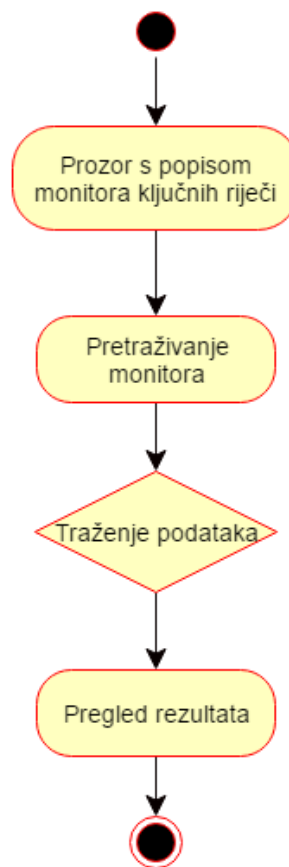 Prozor s popisom
monitora ključnih riječi
Pretraživanje
monitora
Traženje podataka
Pregled rezultata